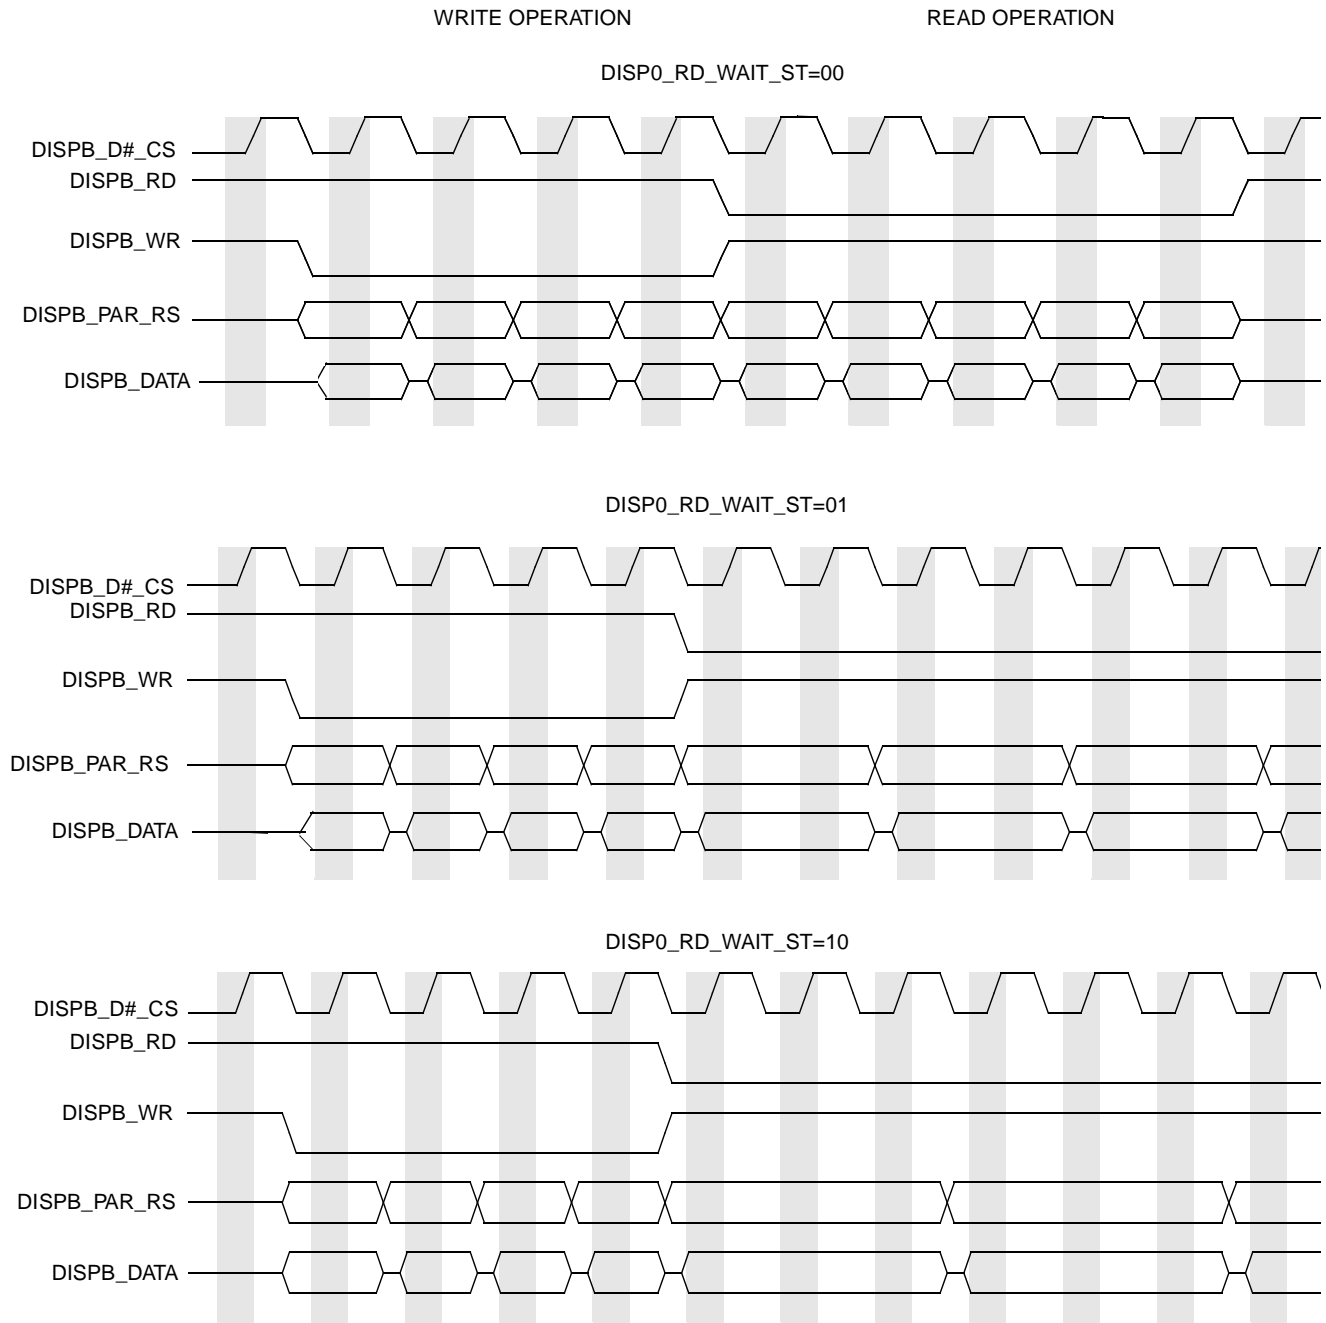 WRITE OPERATION READ OPERATION
DISP0_RD_WAIT_ST=00
DISPB_D#_CS
DISPB_RD
DISPB_WR
DISPB_PAR_RS
DISPB_DATA
DISP0_RD_WAIT_ST=01
DISPB_D#_CS
DISPB_RD
DISPB_WR
DISPB_PAR_RS
DISPB_DATA
DISP0_RD_WAIT_ST=10
DISPB_D#_CS
DISPB_RD
DISPB_WR
DISPB_PAR_RS
DISPB_DATA